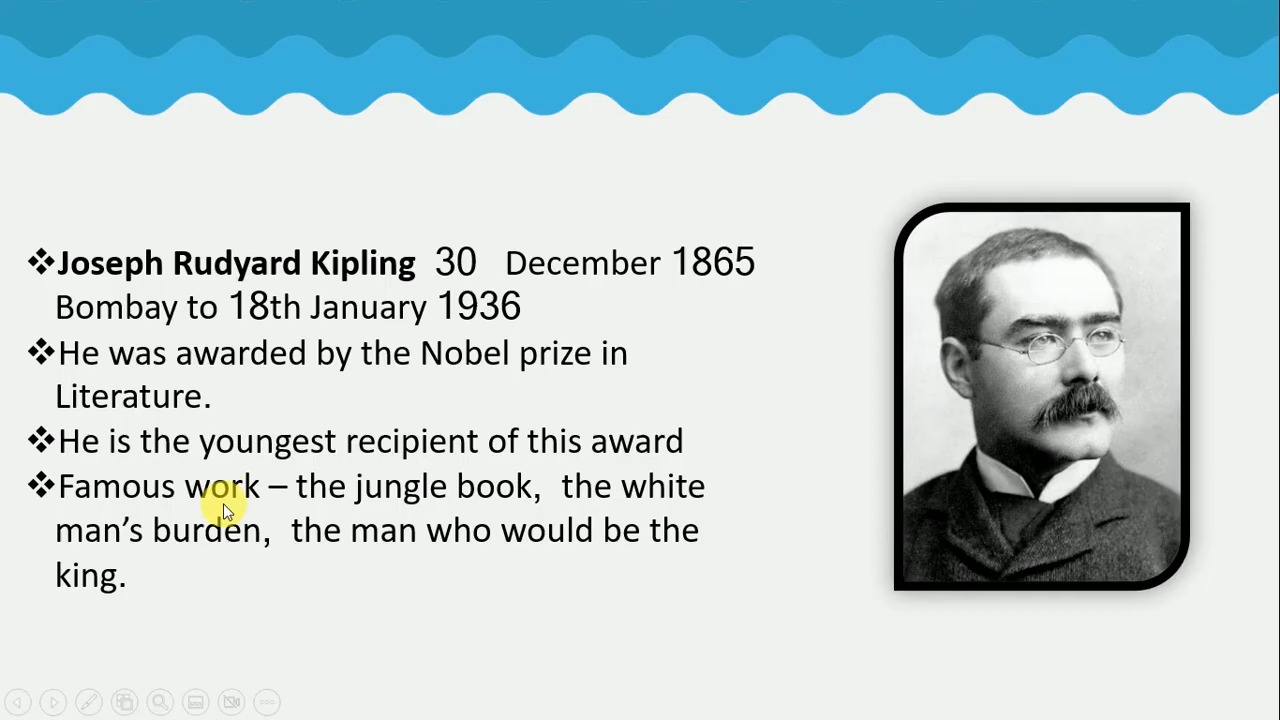 ❖Joseph Rudyard Kipling 30 December 1865
Bombay to 18th January 1936
❖He was awarded by the Nobel prize in
Literature.
❖He is the youngest recipient of this award
❖Famous work – the jungle book, the white
man’s burden, the man who would be the
king.